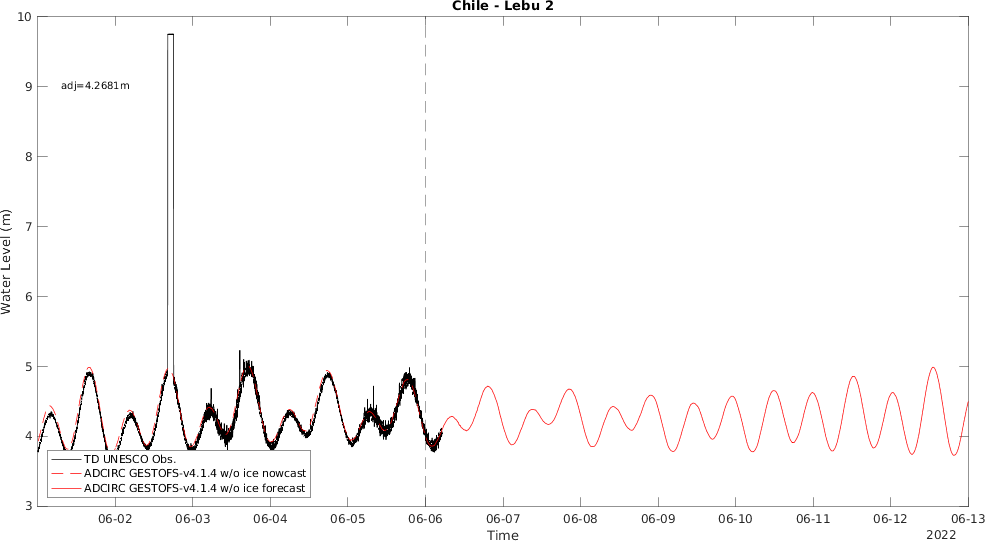 Chile - Lebu 2
10
9
8
7
6
5
4
3
Water Level (m)
adj=4.2681m
TD UNESCO Obs.
ADCIRC GESTOFS-v4.1.4 w/o ice nowcast
ADCIRC GESTOFS-v4.1.4 w/o ice forecast
06-02 06-03 06-04 06-05 06-06 06-07 06-08 06-09 06-10 06-11 06-12 06-13
Time
2022